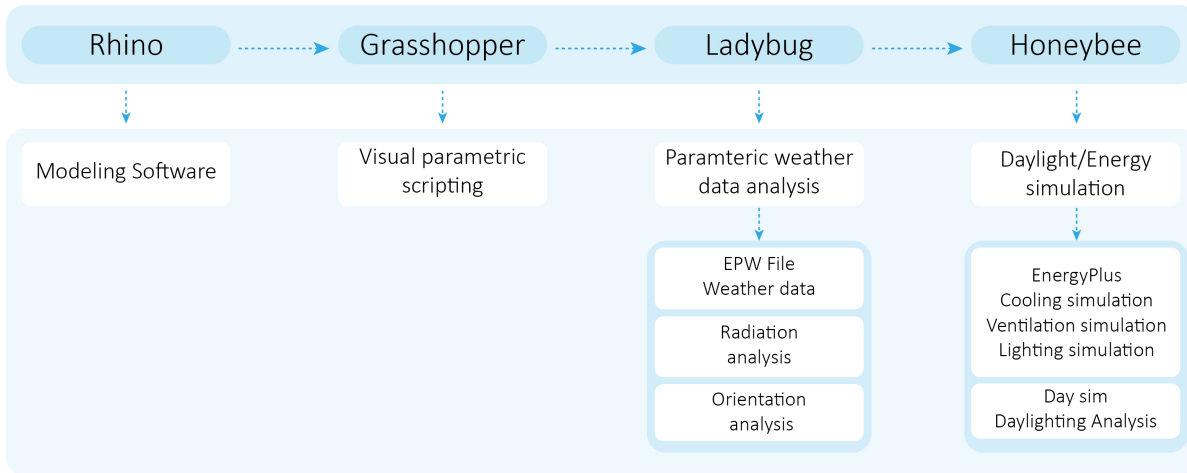 Rhino
Grasshopper
Ladybug
Honeybee
Modeling Software
Visual parametric
scripting
Paramteric weather
data analysis
Daylight/Energy
simulation
EPW File
Weather data
Radiation
analysis
Orientation
analysis
EnergyPlus
Cooling simulation
Ventilation simulation
Lighting simulation
Day sim
Daylighting Analysis